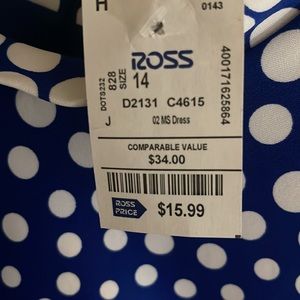 H
0143
ROSS
DOTS232
828
SIZE
14
400171625864
D2131 C4615
J 02 MS Dress
COMPARABLE VALUE
$34.00
ROSS
PRICE
$15.99